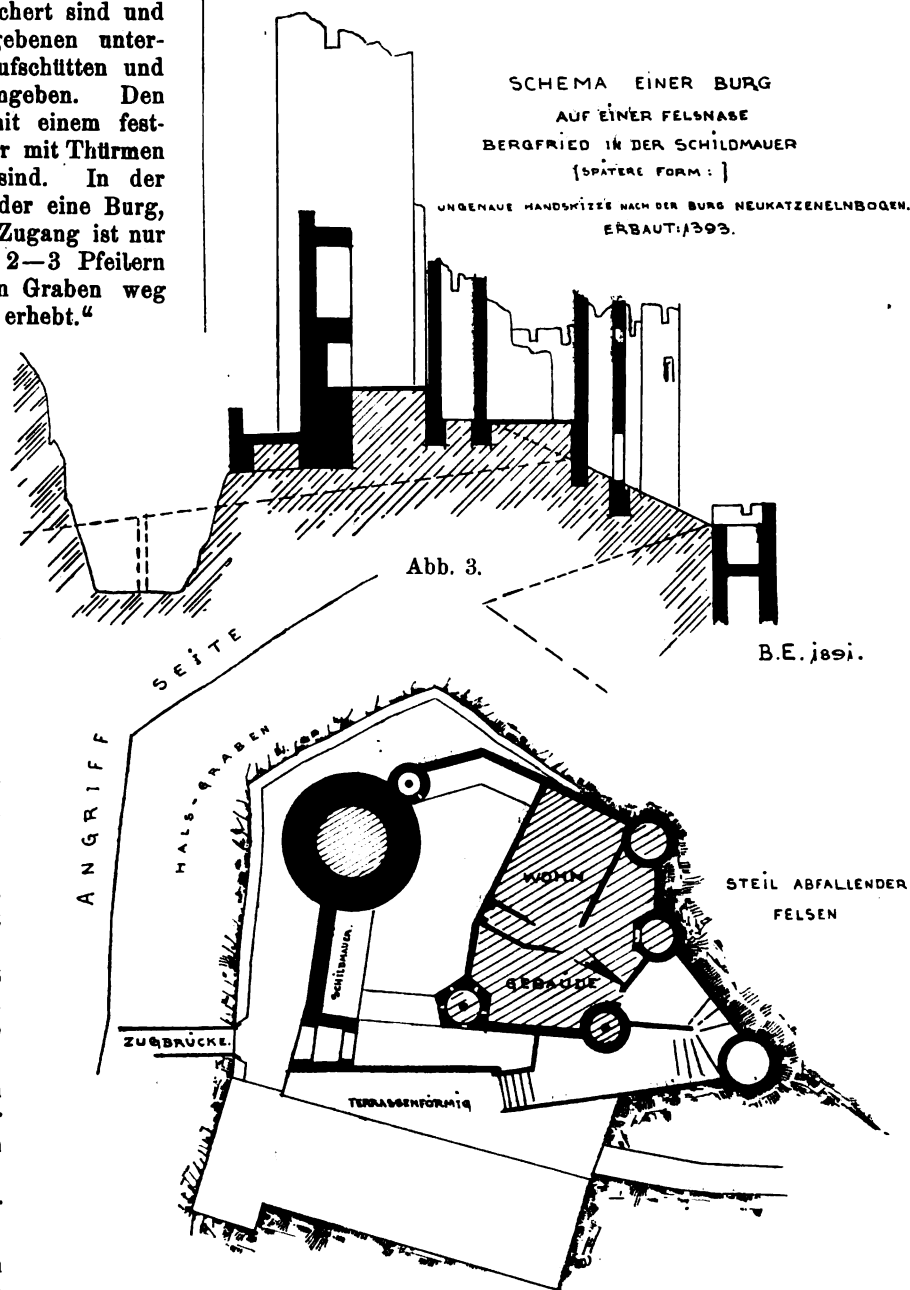 chert sind und
gebenen unter-
ufschütten und
ngeben. Den
nit einem fest-
r mit Thürmen
sind. In der
der eine Burg,
Zugang ist nur
2—3 Pfeilern
n Graben weg
erhebt.“
SCHEMA EINER BURG
AUF EINER FELSNASE
BERGFRIED IN DER SCHILDMAUER
[SPÄTERE FORM:]
UNGENAUE HANDSKIZZE NACH DER BURG NEUKATZENELNBOGEN.
ERBAUT: 1393.
Abb. 3.
B.E. 1891.
ANGRIFF SEITE
HALS-GRABEN
WOHN
GEBÄUDE
STEIL ABFALLENDER
FELSEN
SCHILDMAUER.
ZUGBRÜCKE.
TERRASSENFÖRMIG